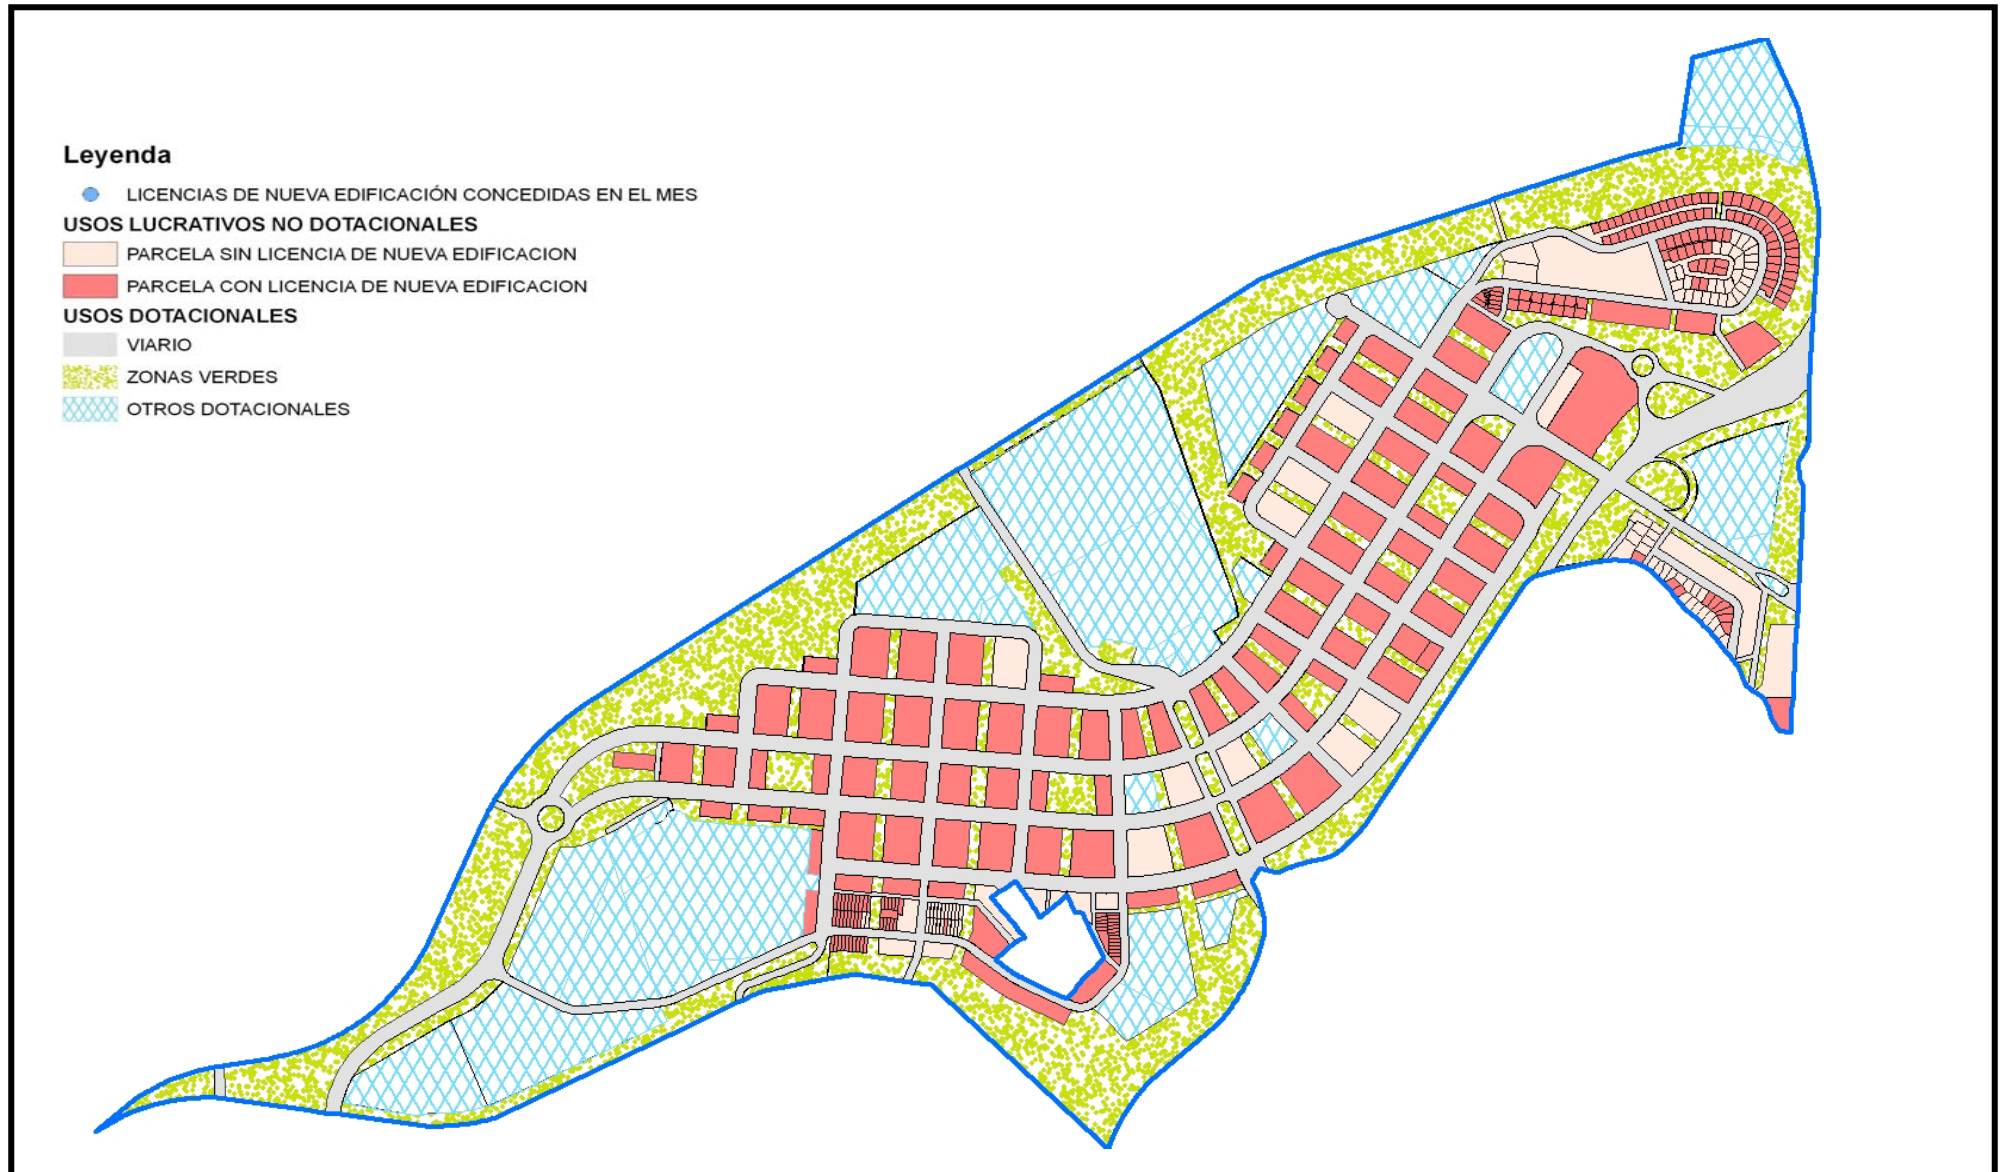 Leyenda
LICENCIAS DE NUEVA EDIFICACIÓN CONCEDIDAS EN EL MES
USOS LUCRATIVOS NO DOTACIONALES
PARCELA SIN LICENCIA DE NUEVA EDIFICACION
PARCELA CON LICENCIA DE NUEVA EDIFICACION
USOS DOTACIONALES
VIARIO
ZONAS VERDES
OTROS DOTACIONALES